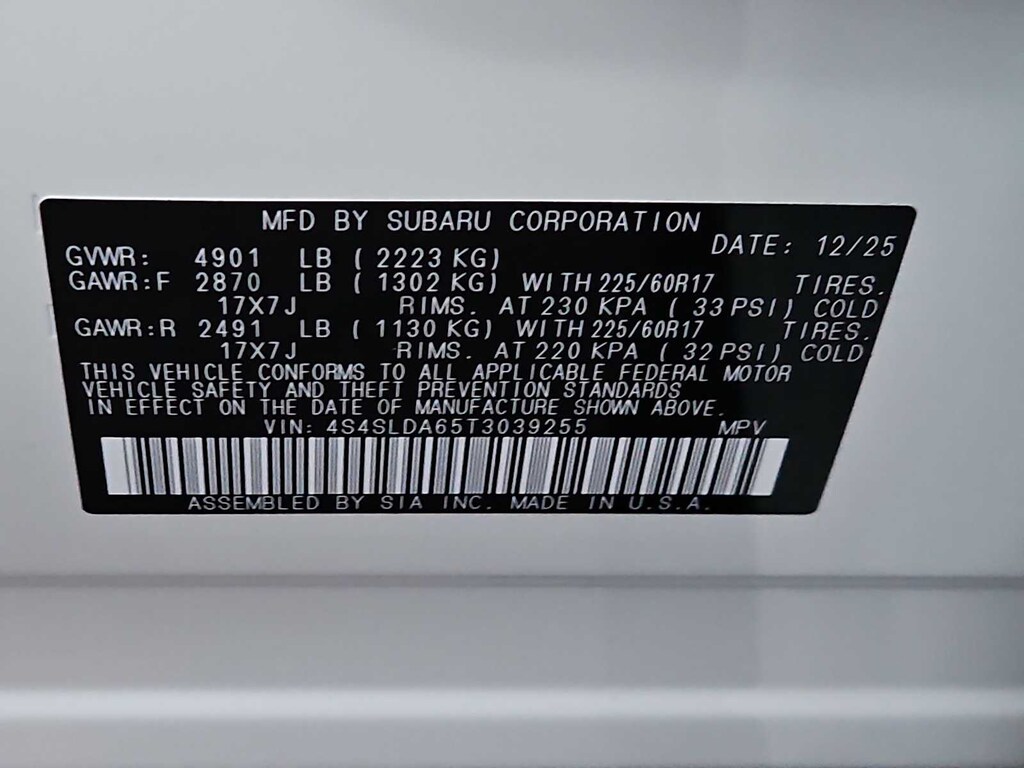 MFD BY SUBARU CORPORATION
DATE: 12/25
GVWR: 4901 LB ( 2223 KG)
GAWR:F 2870 LB ( 1302 KG) WITH 225/60R17 TIRES.
17X7J RIMS. AT 230 KPA ( 33 PSI) COLD
GAWR:R 2491 LB ( 1130 KG) WITH 225/60R17 TIRES.
17X7J RIMS. AT 220 KPA ( 32 PSI) COLD
THIS VEHICLE CONFORMS TO ALL APPLICABLE FEDERAL MOTOR
VEHICLE SAFETY AND THEFT PREVENTION STANDARDS
IN EFFECT ON THE DATE OF MANUFACTURE SHOWN ABOVE.
VIN: 4S4SLDA65T3039255 MPV
ASSEMBLED BY SIA INC. MADE IN U.S.A.